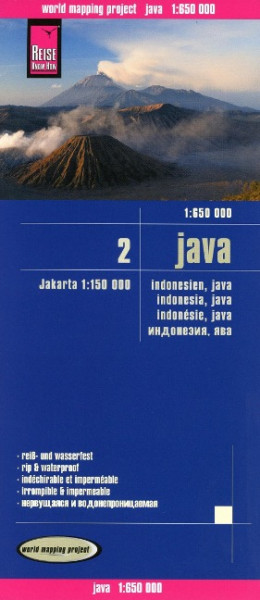 world mapping project java 1:650 000
REISE
KNOW-HOW
1:650 000
2 java
Jakarta 1:150 000
indonesien, java
indonesia, java
indonésie, java
индонезия, ява
· reiß- und wasserfest
· rip & waterproof
· indéchirable et imperméable
· irrompible & impermeable
· нервущаяся и водонепроницаемая
world mapping project
java 1:650 000